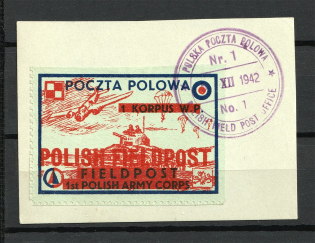 POLSKA POCZTA POLOWA
Nr. 1
XII 1942
No. 1
FIELD POST OFFICE
POCZTA POLOWA
1 KORPUS W.P.
POLISH FIELDPOST
FIELDPOST
1st POLISH ARMY CORPS